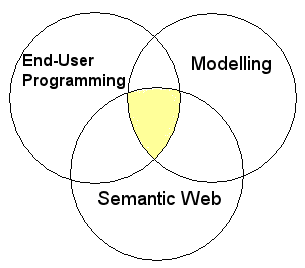 End-User
Programming
Modelling
Semantic Web